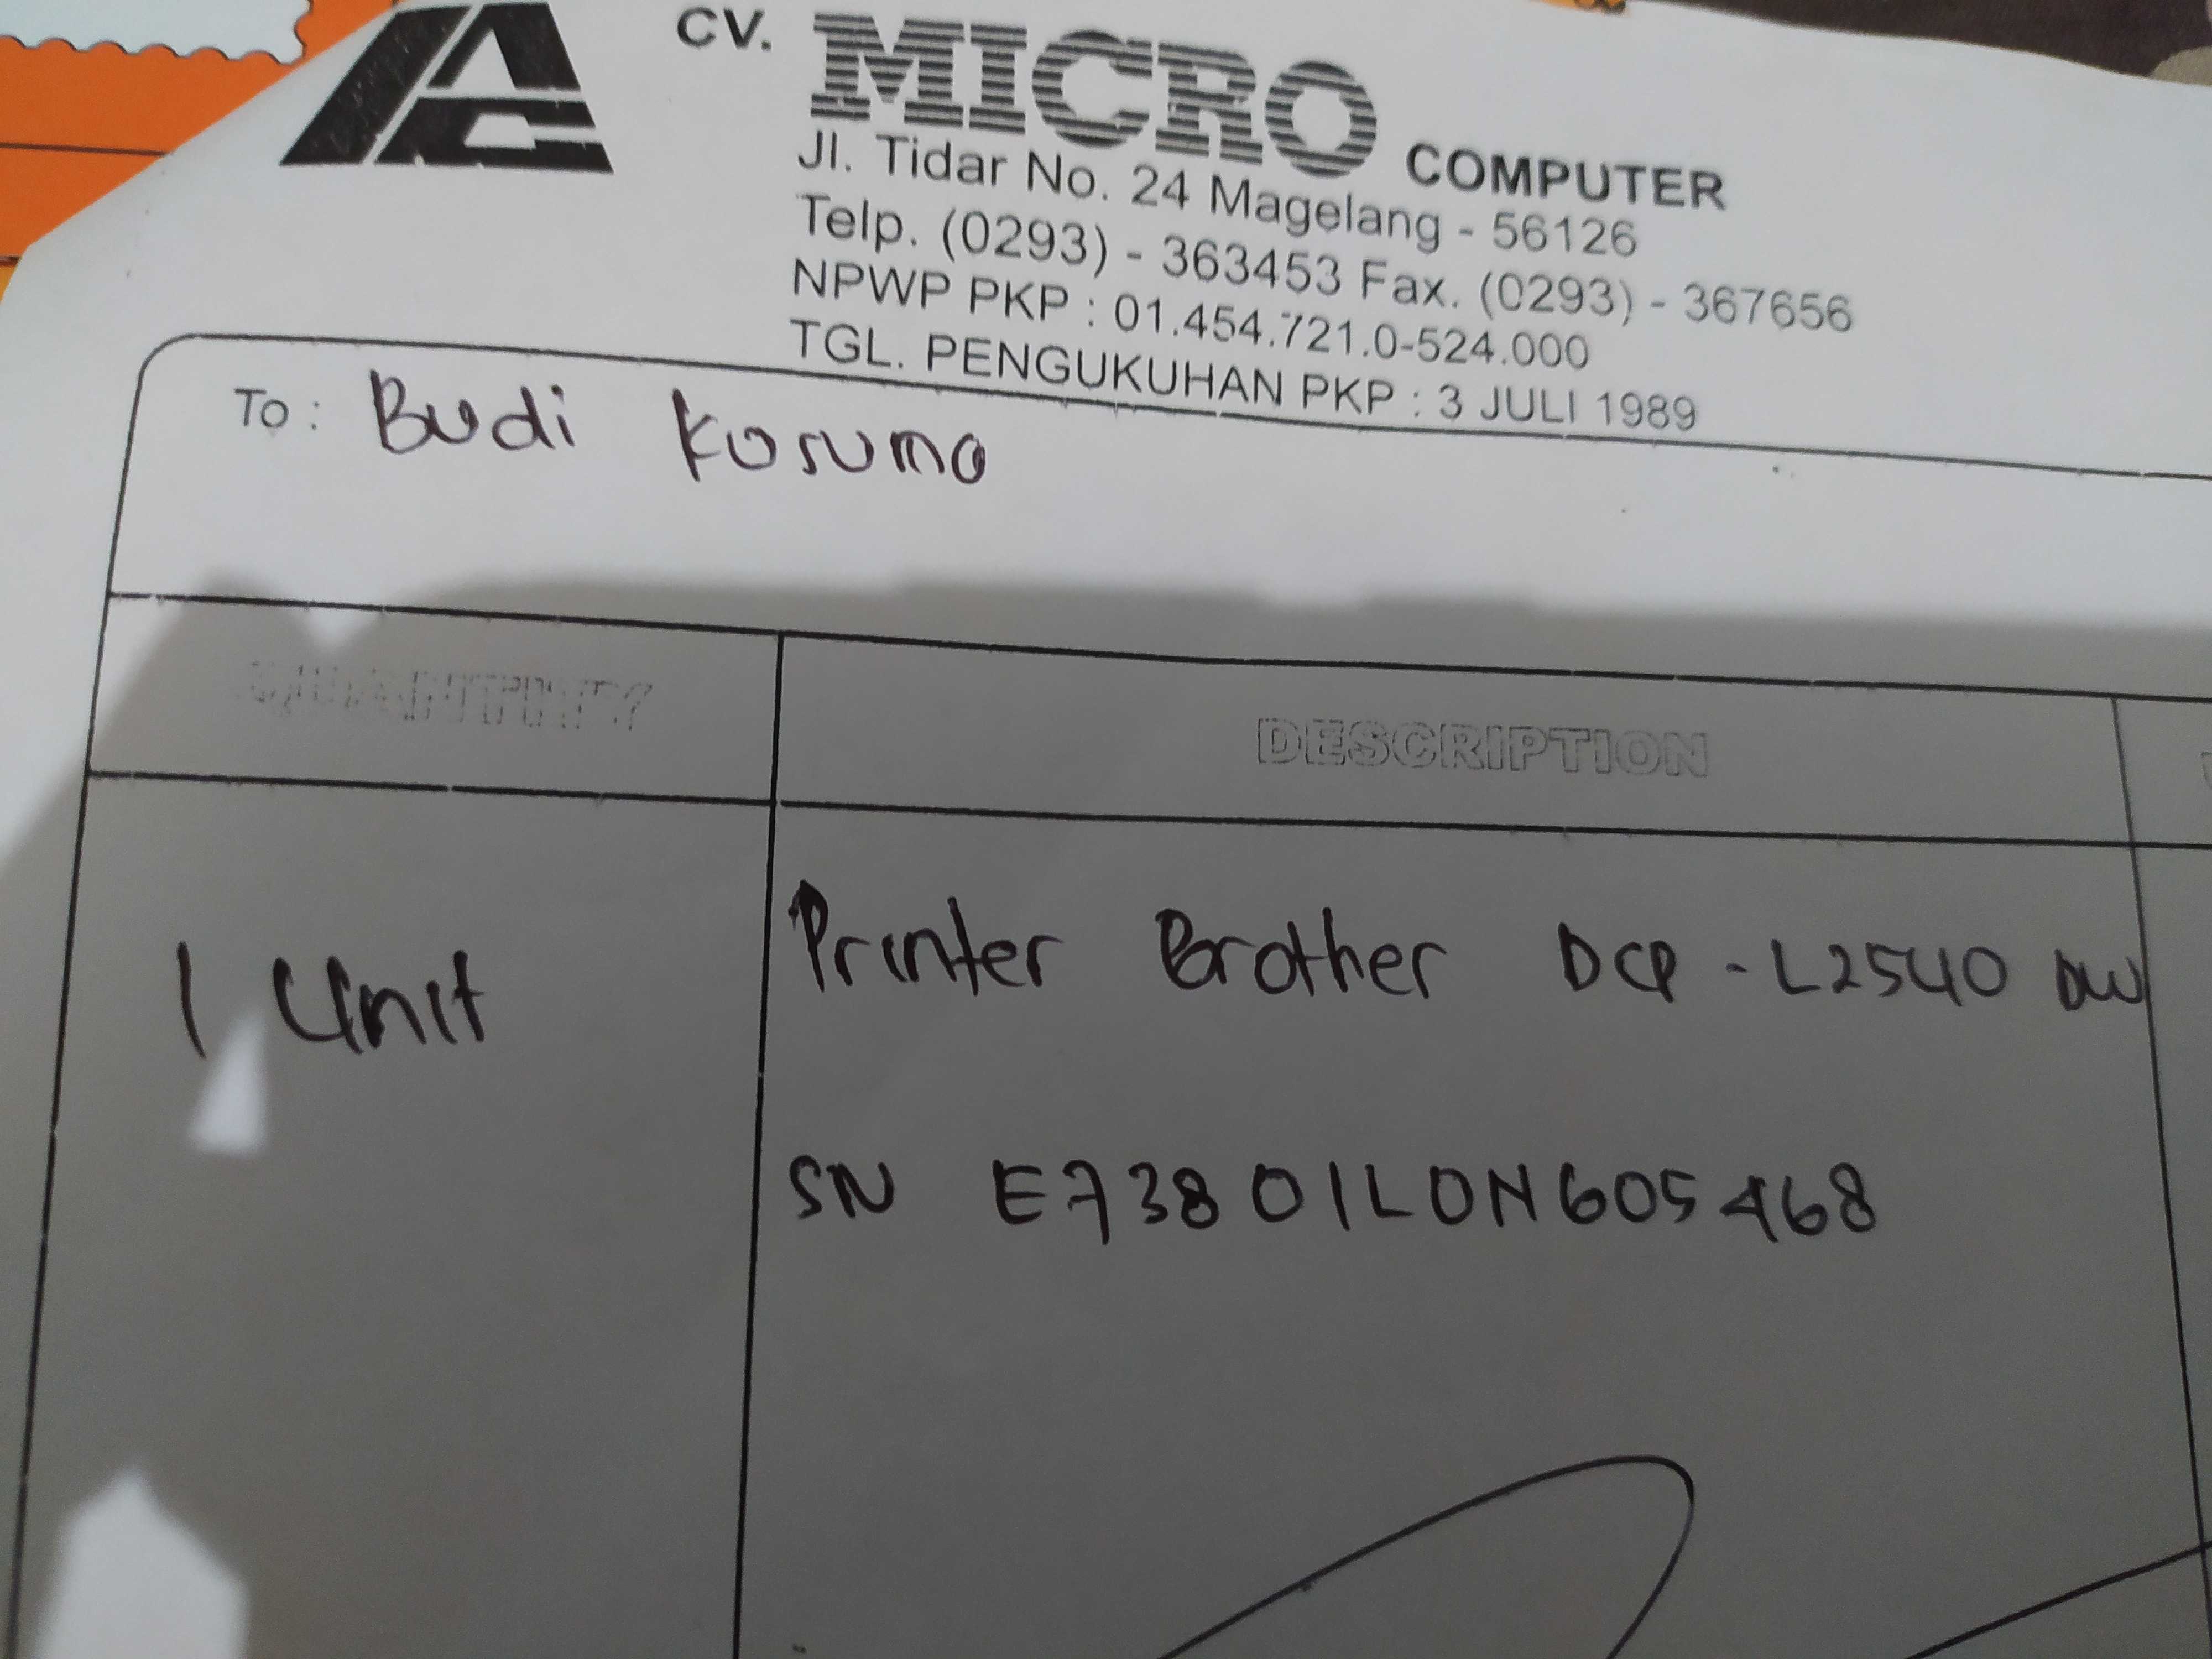 CV. MICRO COMPUTER
Jl. Tidar No. 24 Magelang - 56126
Telp. (0293) - 363453 Fax. (0293) - 367656
NPWP PKP : 01.454.721.0-524.000
TGL. PENGUKUHAN PKP : 3 JULI 1989
To : Budi Kusuma
QUANTITY DESCRIPTION
1 Unit Printer Brother DCP - L2540 DW
SN E73801L0N605468